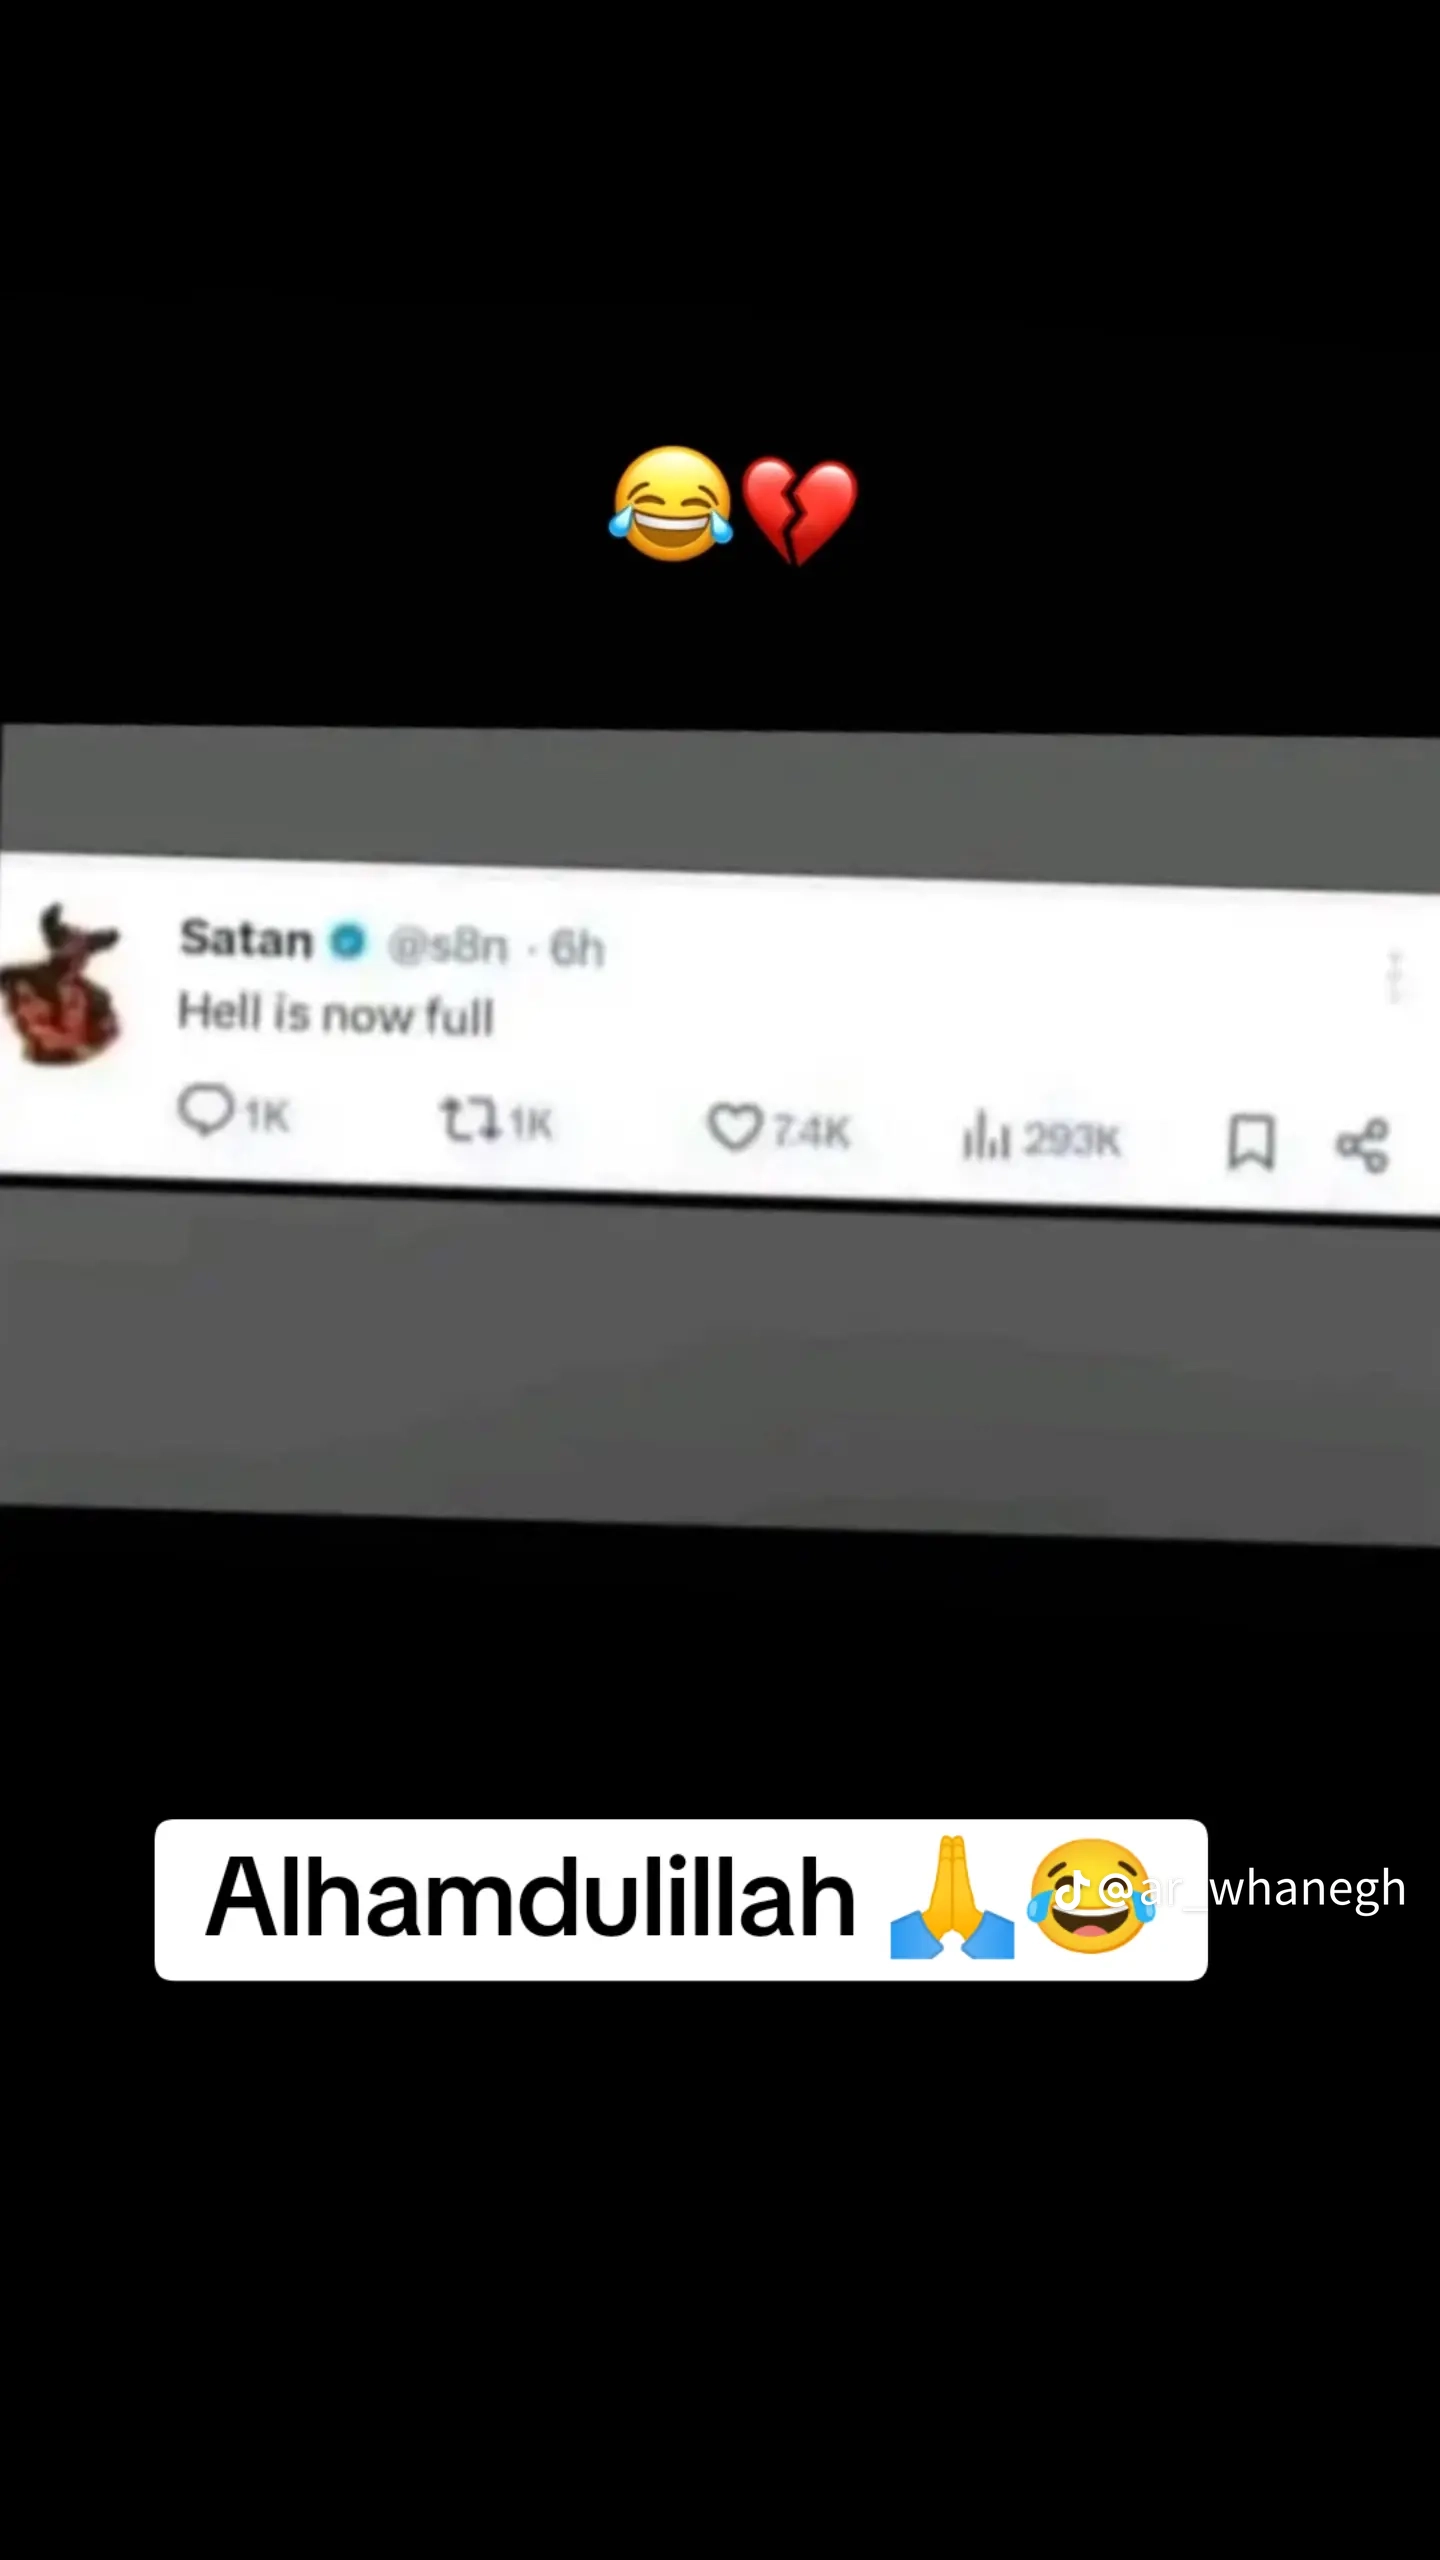 😂💔
Satan @s8n · 6h
Hell is now full
1K 1K 7.4K 293K
Alhamdulillah 🙏😂
@ar_whanegh